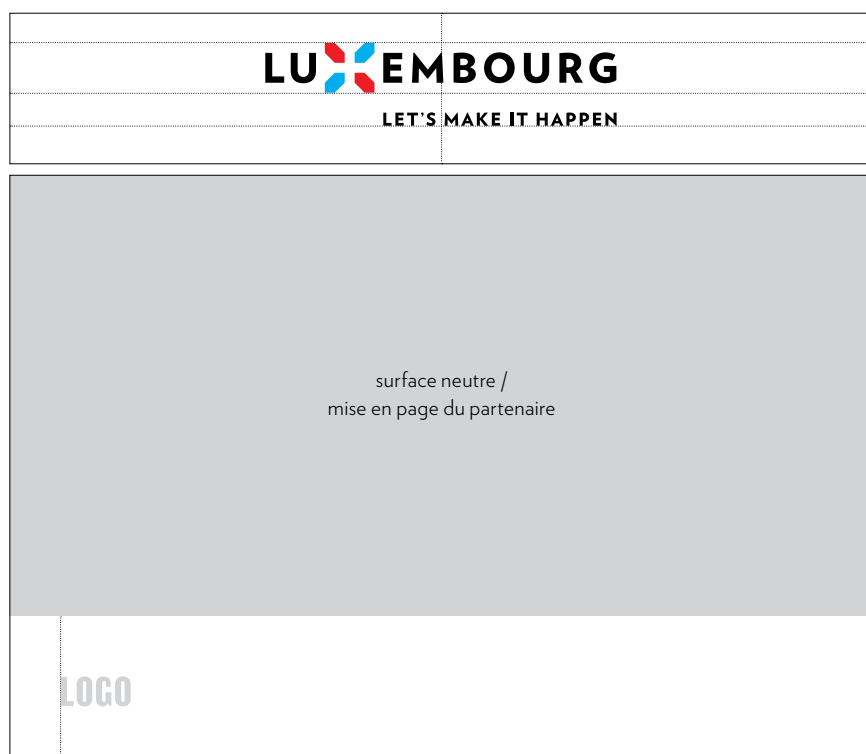 LUXEMBOURG
LET'S MAKE IT HAPPEN
surface neutre /
mise en page du partenaire
LOGO